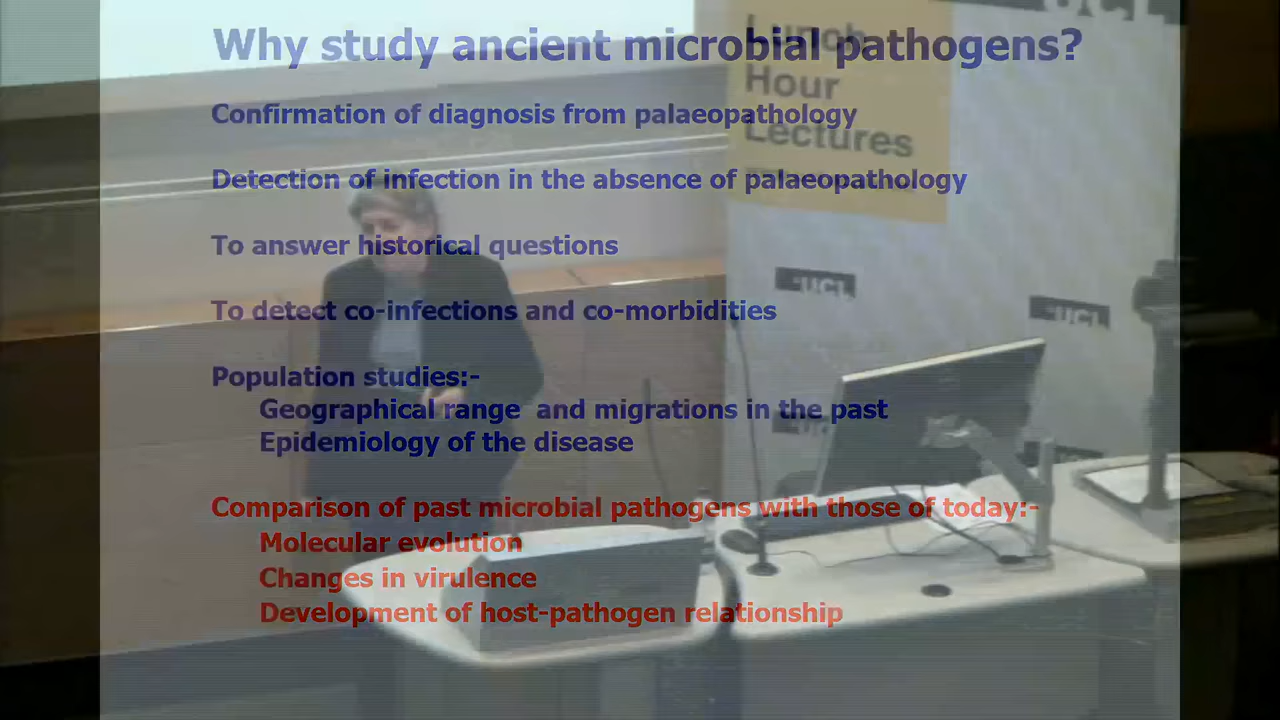 Why study ancient microbial pathogens?
Confirmation of diagnosis from palaeopathology
Detection of infection in the absence of palaeopathology
To answer historical questions
To detect co-infections and co-morbidities
Population studies:-
Geographical range  and migrations in the past
Epidemiology of the disease
Comparison of past microbial pathogens with those of today:-
Molecular evolution
Changes in virulence
Development of host-pathogen relationship
Lunch
Hour
Lectures
UCL
UCL
UCL
UCL